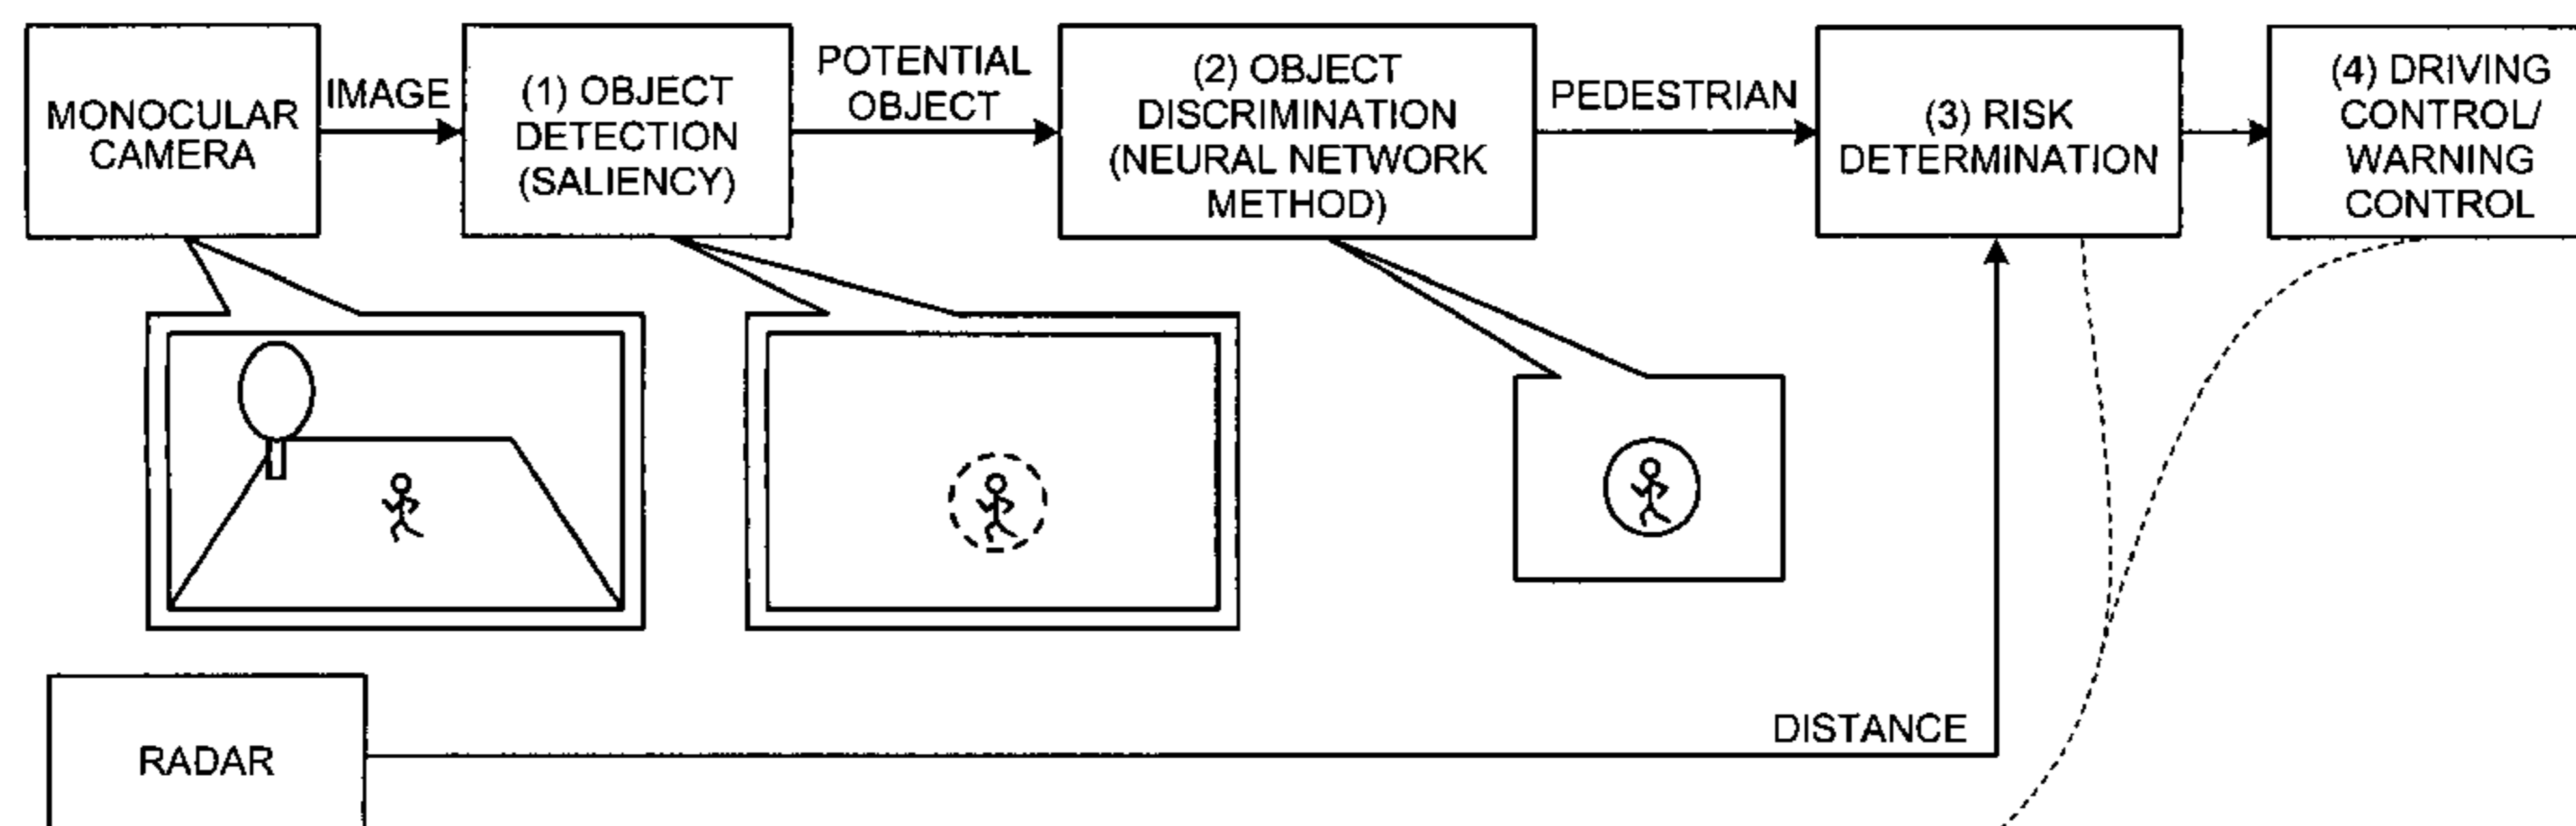 MONOCULAR
CAMERA
IMAGE
(1) OBJECT
DETECTION
(SALIENCY)
POTENTIAL
OBJECT
(2) OBJECT
DISCRIMINATION
(NEURAL NETWORK
METHOD)
PEDESTRIAN
(3) RISK
DETERMINATION
(4) DRIVING
CONTROL/
WARNING
CONTROL
RADAR
DISTANCE